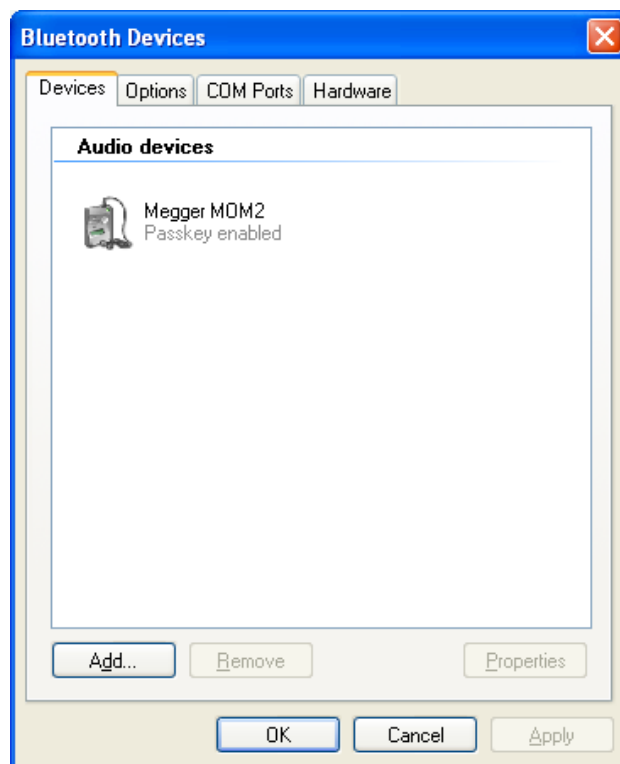 Bluetooth Devices
Devices Options COM Ports Hardware
Audio devices
Megger MOM2
Passkey enabled
Add... Remove Properties
OK Cancel Apply